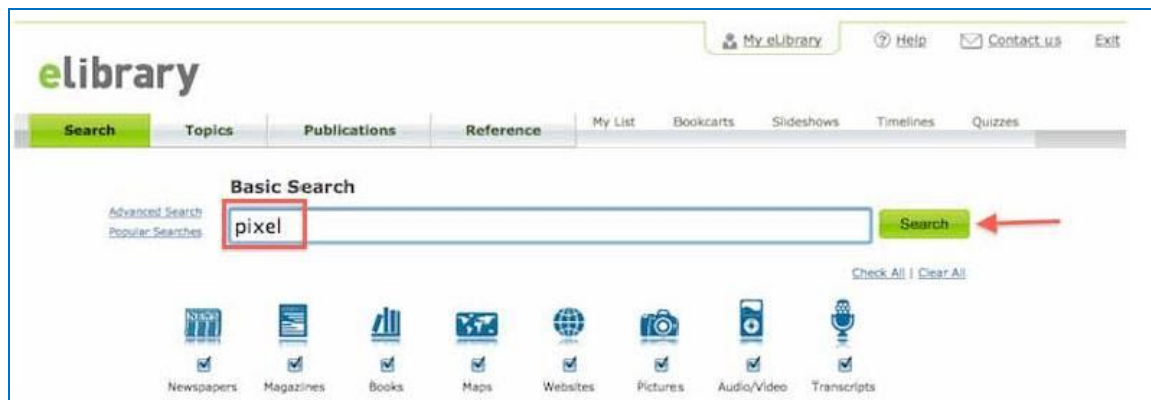 My eLibrary Help Contact us Exit
elibrary
Search Topics Publications Reference My List Bookcarts Slideshows Timelines Quizzes
Basic Search
Advanced Search
Popular Searches
pixel Search
Check All | Clear All
NEWS
Newspapers Magazines Books Maps Websites Pictures Audio/Video Transcripts